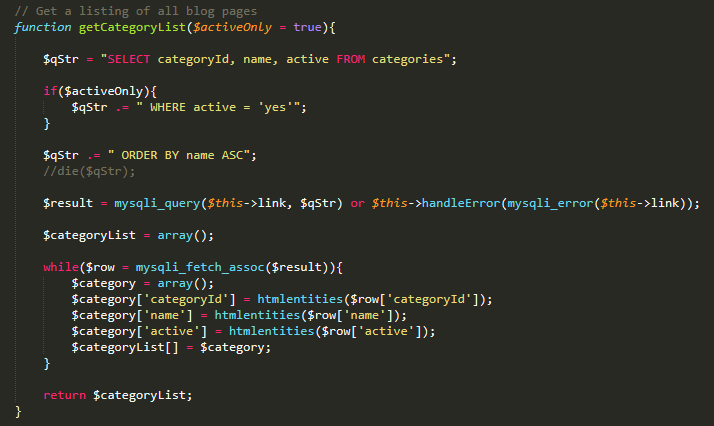 // Get a listing of all blog pages
function getCategoryList($activeOnly = true){
$qStr = "SELECT categoryId, name, active FROM categories";
if($activeOnly){
$qStr .= " WHERE active = 'yes'";
}
$qStr .= " ORDER BY name ASC";
//die($qStr);
$result = mysqli_query($this->link, $qStr) or $this->handleError(mysqli_error($this->link));
$categoryList = array();
while($row = mysqli_fetch_assoc($result)){
$category = array();
$category['categoryId'] = htmlentities($row['categoryId']);
$category['name'] = htmlentities($row['name']);
$category['active'] = htmlentities($row['active']);
$categoryList[] = $category;
}
return $categoryList;
}